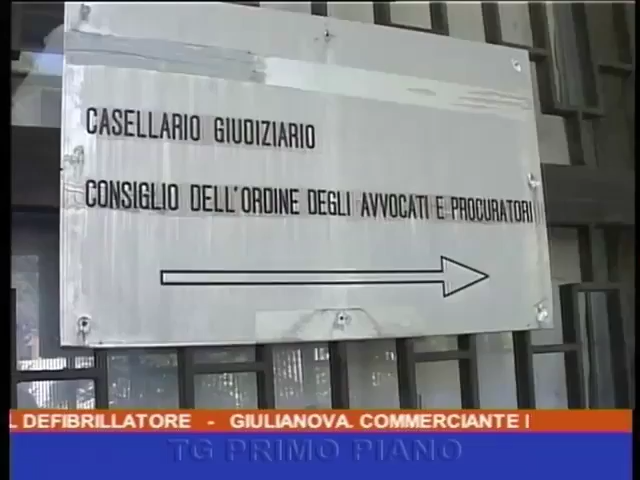 CASELLARIO GIUDIZIARIO
CONSIGLIO DELL'ORDINE DEGLI AVVOCATI E PROCURATORI
DEFIBRILLATORE - GIULIANOVA. COMMERCIANTE
TG PRIMO PIANO